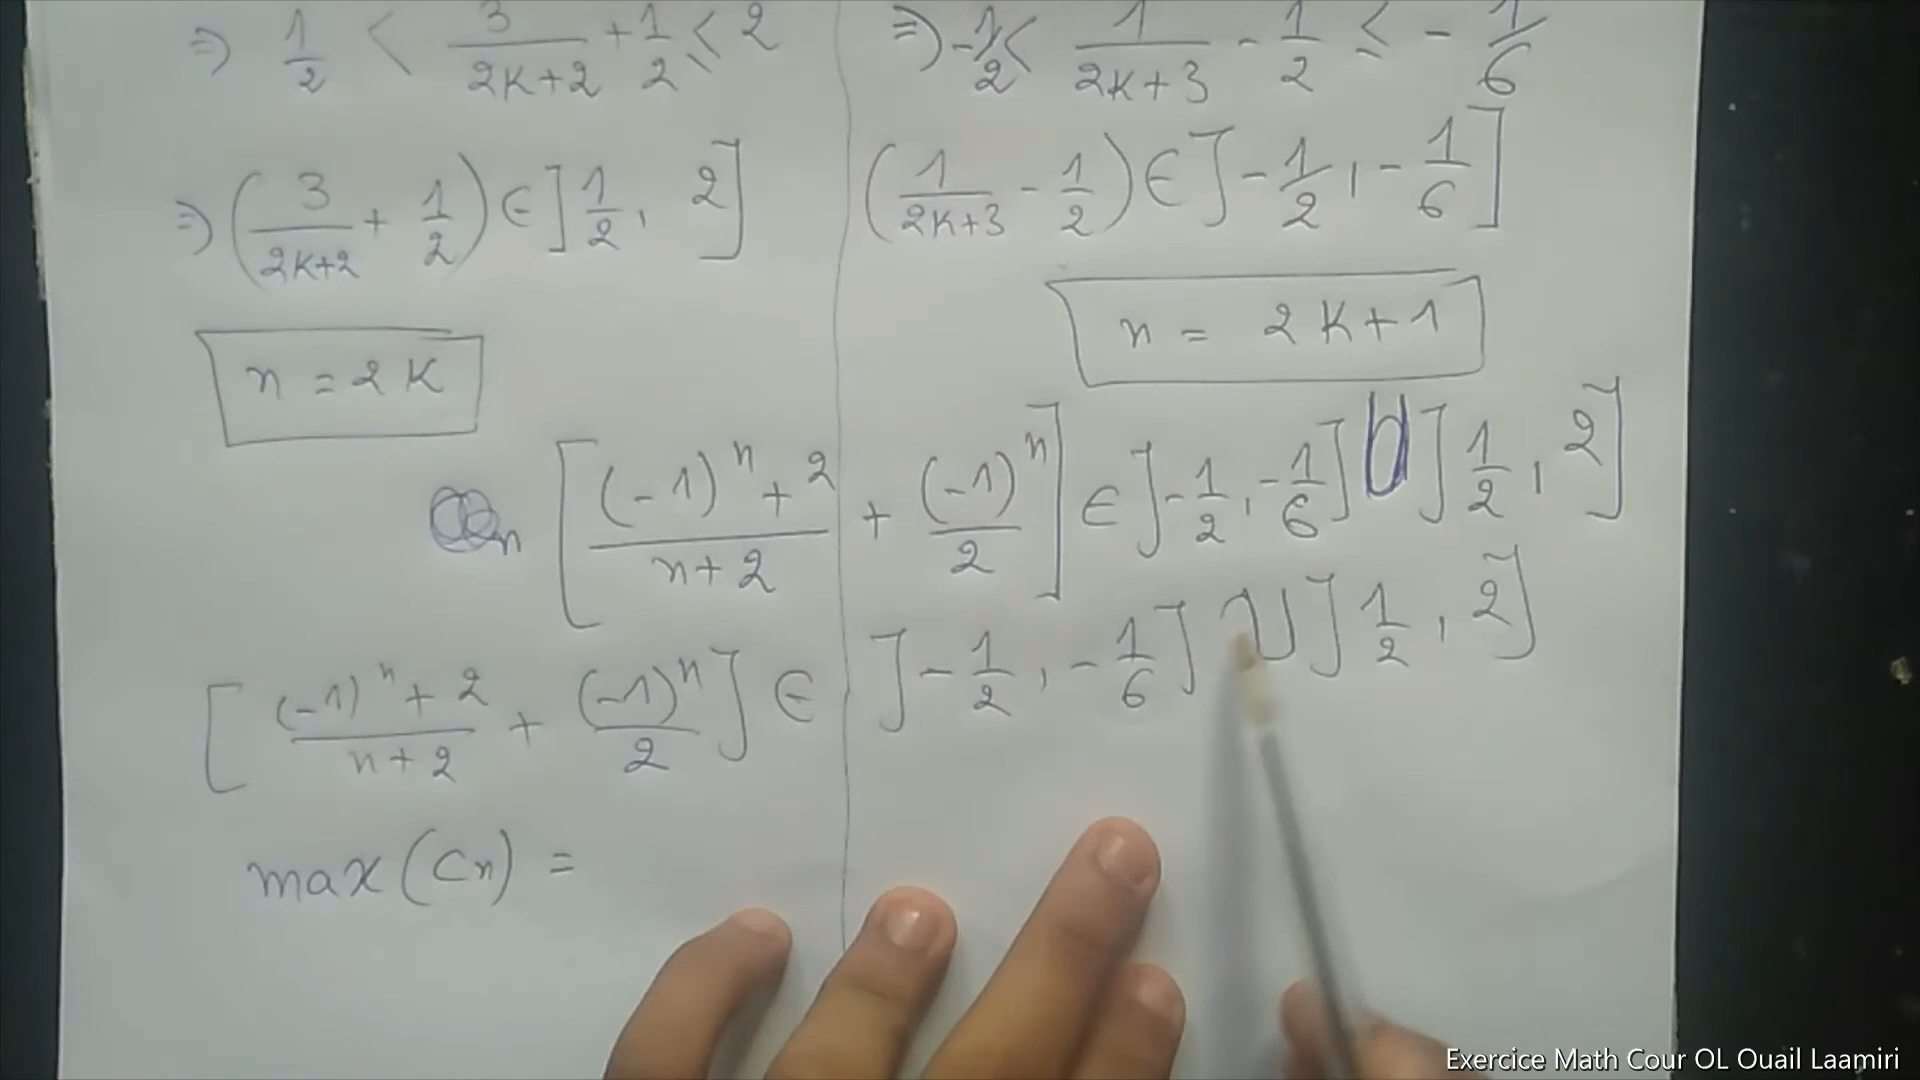 ⇒ 1/2 < 3/(2K+2) + 1/2 ≤ 2
⇒ (3/(2K+2) + 1/2) ∈ ]1/2, 2]
n = 2K
⇒ -1/2 < 1/(2K+3) - 1/2 ≤ -1/6
(1/(2K+3) - 1/2) ∈ ]-1/2, -1/6]
n = 2K+1
[((-1)^n + 2)/(n+2) + (-1)^n/2] ∈ ]-1/2, -1/6] U ]1/2, 2]
[((-1)^n + 2)/(n+2) + (-1)^n/2] ∈ ]-1/2, -1/6] U ]1/2, 2]
max(Cn) =
Exercice Math Cour OL Ouail Laamiri